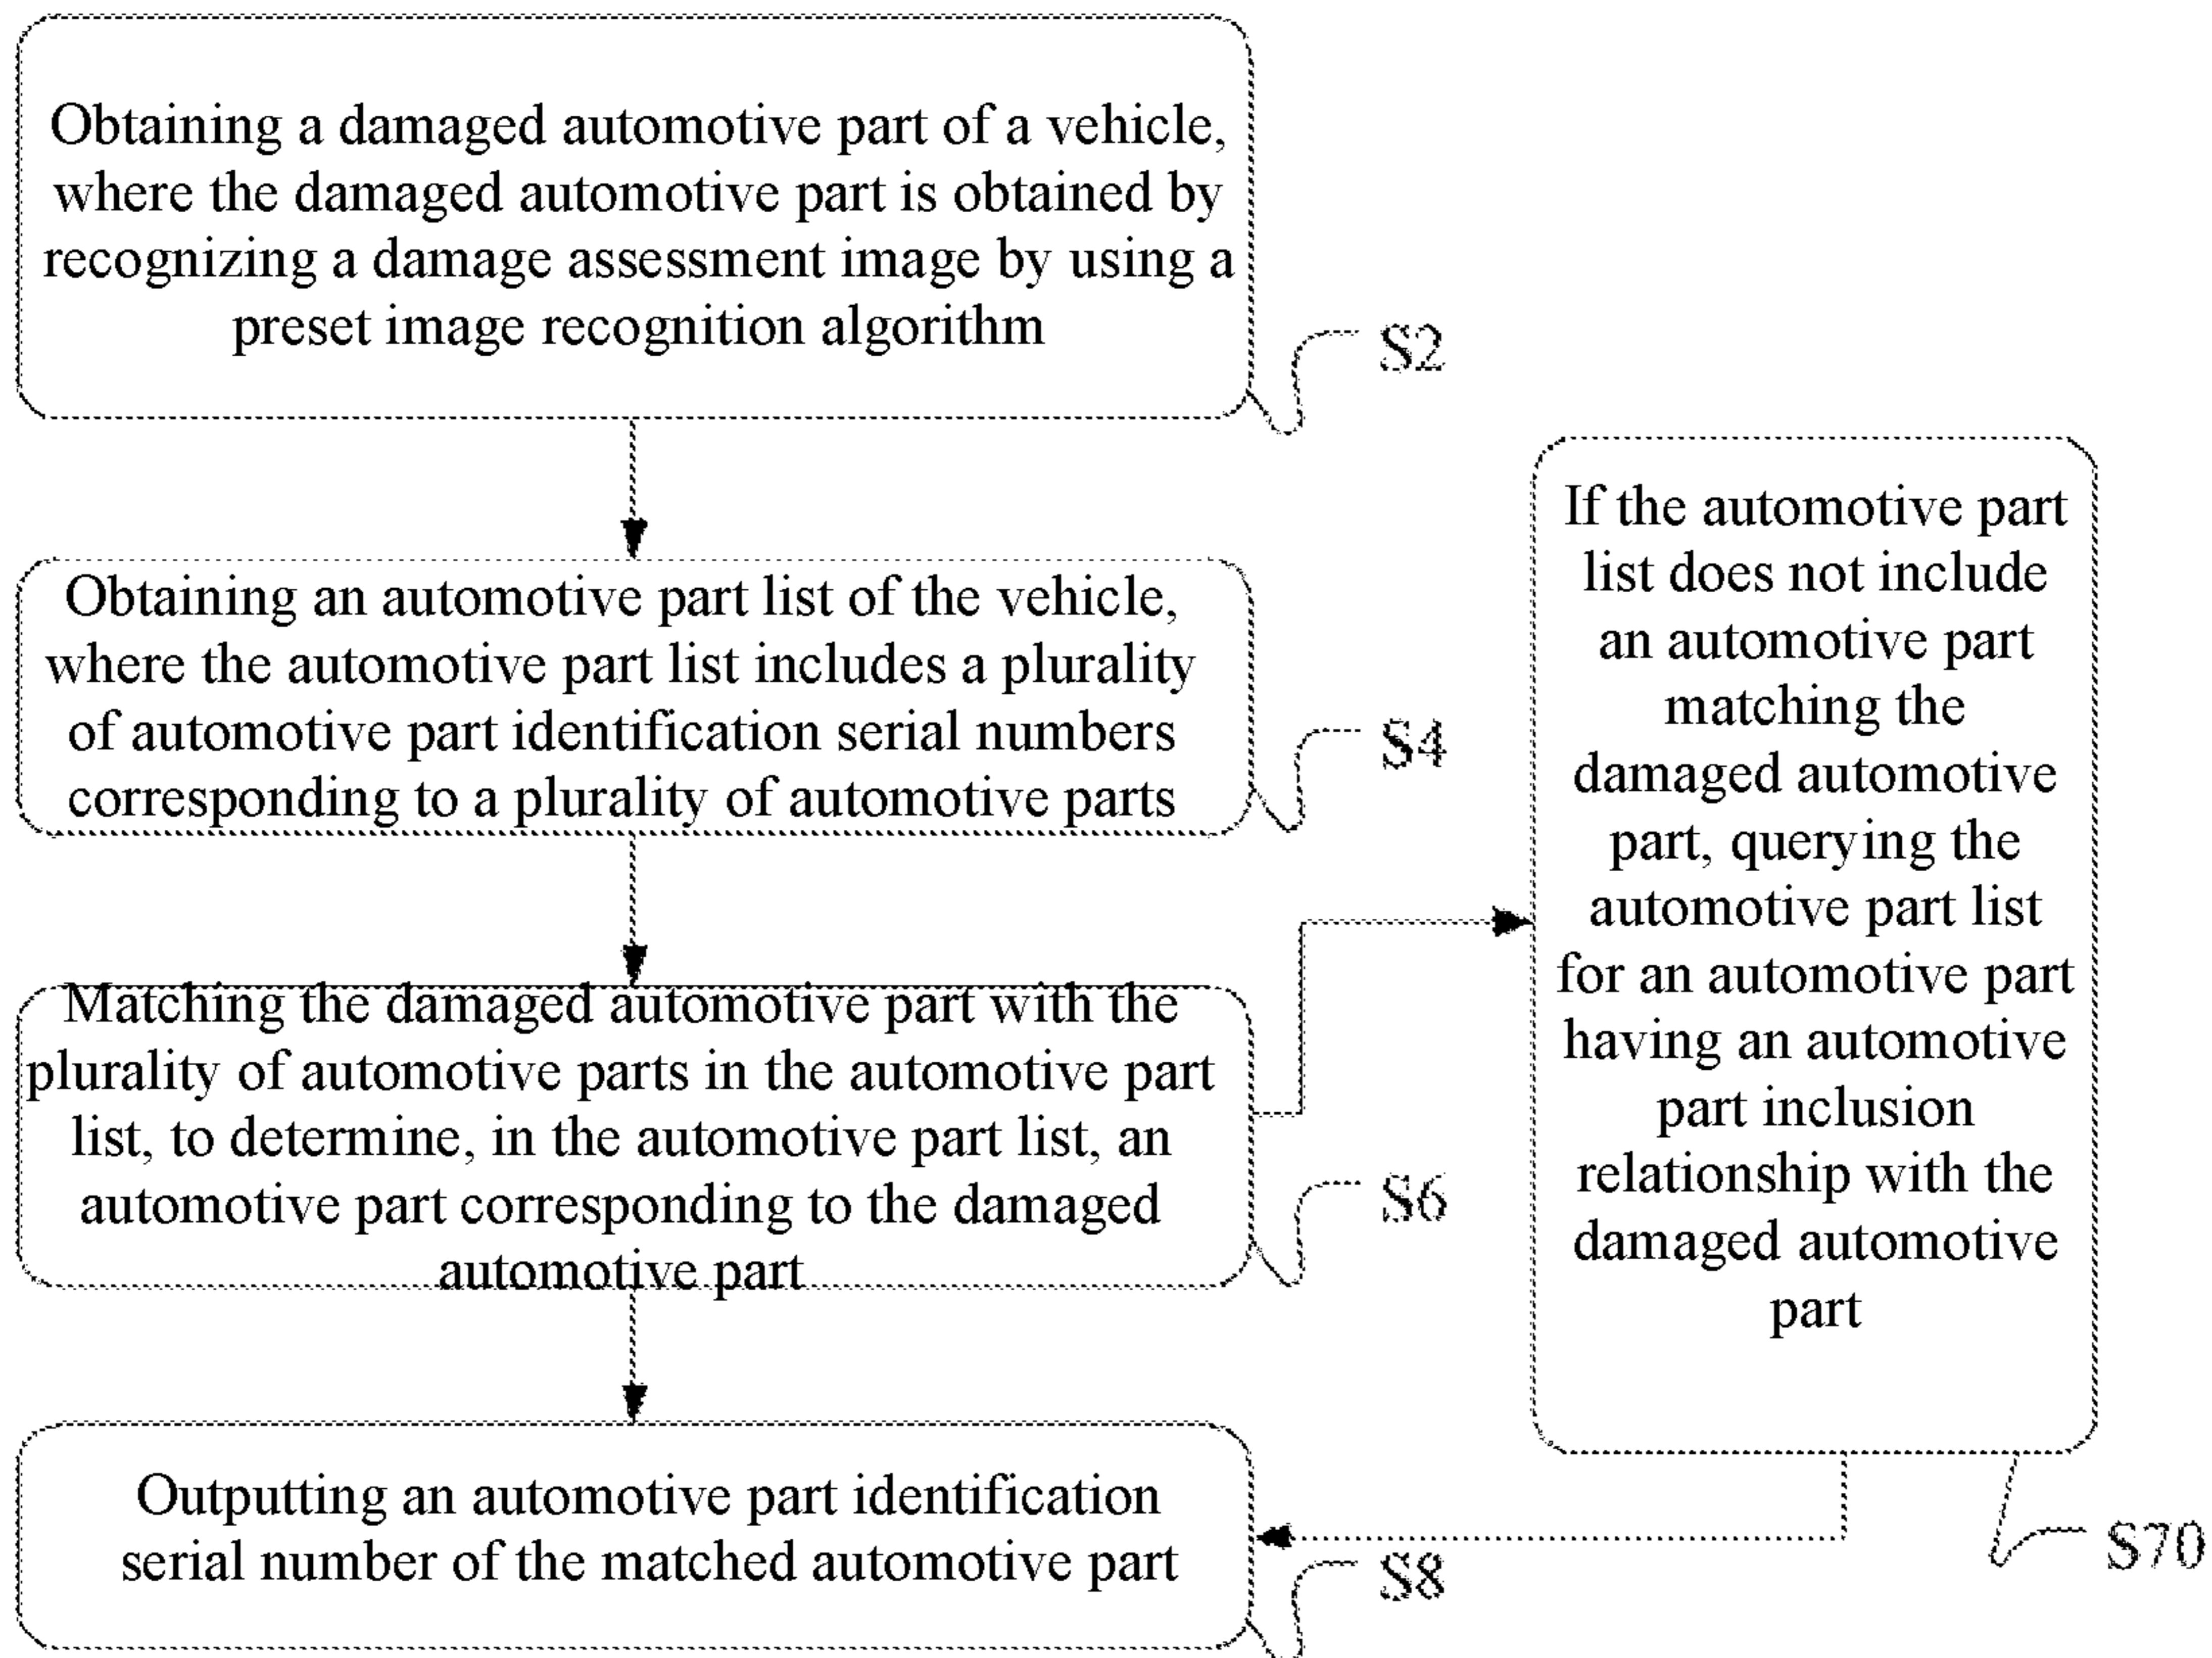 Obtaining a damaged automotive part of a vehicle,
where the damaged automotive part is obtained by
recognizing a damage assessment image by using a
preset image recognition algorithm
S2
Obtaining an automotive part list of the vehicle,
where the automotive part list includes a plurality
of automotive part identification serial numbers
corresponding to a plurality of automotive parts
S4
Matching the damaged automotive part with the
plurality of automotive parts in the automotive part
list, to determine, in the automotive part list, an
automotive part corresponding to the damaged
automotive part
S6
If the automotive part
list does not include
an automotive part
matching the
damaged automotive
part, querying the
automotive part list
for an automotive part
having an automotive
part inclusion
relationship with the
damaged automotive
part
S70
Outputting an automotive part identification
serial number of the matched automotive part
S8